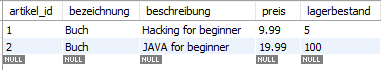 artikel_id bezeichnung beschreibung preis lagerbestand
1 Buch Hacking for beginner 9.99 5
2 Buch JAVA for beginner 19.99 100
NULL NULL NULL NULL NULL